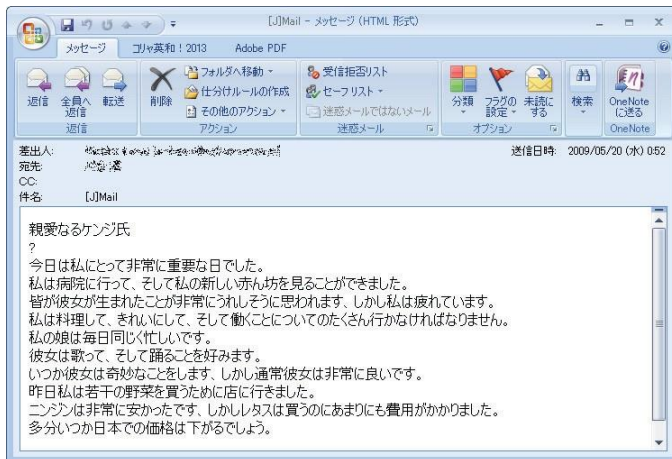 [J]Mail - メッセージ (HTML 形式)
メッセージ コリャ英和！2013 Adobe PDF
返信 全員へ返信 転送 削除 フォルダへ移動 仕分けルールの作成 その他のアクション 受信拒否リスト セーフ リスト 迷惑メールではないメール 分類 フラグの設定 未読にする 検索 OneNoteに送る
返信 アクション 迷惑メール オプション OneNote
差出人: 送信日時: 2009/05/20 (水) 0:52
宛先:
CC:
件名: [J]Mail
親愛なるケンジ氏
?
今日は私にとって非常に重要な日でした。
私は病院に行って、そして私の新しい赤ん坊を見ることができました。
皆が彼女が生まれたことが非常にうれしそうに思われます、しかし私は疲れています。
私は料理して、きれいにして、そして働くことについてのたくさん行かなければなりません。
私の娘は毎日同じく忙しいです。
彼女は歌って、そして踊ることを好みます。
いつか彼女は奇妙なことをします、しかし通常彼女は非常に良いです。
昨日私は若干の野菜を買うために店に行きました。
ニンジンは非常に安かったです、しかしレタスは買うのにあまりにも費用がかかりました。
多分いつか日本での価格は下がるでしょう。